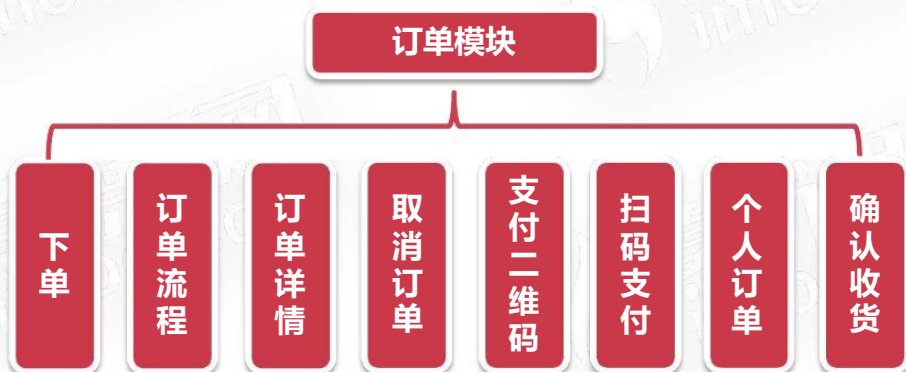 订单模块
下单
订单流程
订单详情
取消订单
支付二维码
扫码支付
个人订单
确认收货